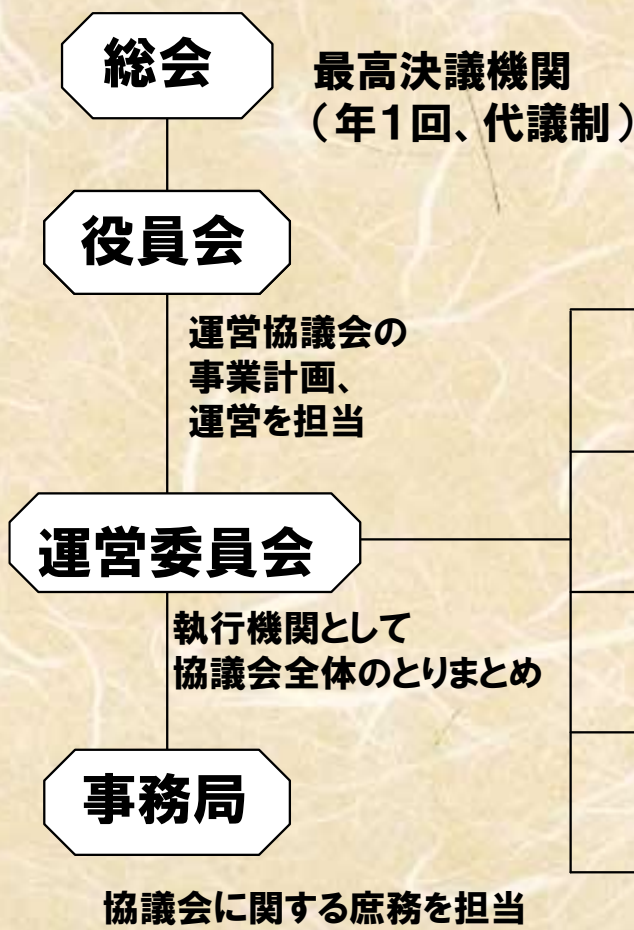 総会
最高決議機関
(年1回、代議制)
役員会
運営協議会の
事業計画、
運営を担当
運営委員会
執行機関として
協議会全体のとりまとめ
事務局
協議会に関する庶務を担当